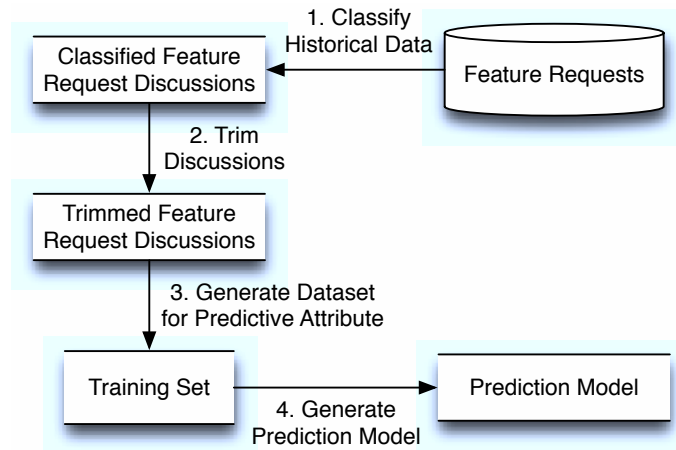 1. Classify
Historical Data
Classified Feature
Request Discussions
Feature Requests
2. Trim
Discussions
Trimmed Feature
Request Discussions
3. Generate Dataset
for Predictive Attribute
Training Set
4. Generate
Prediction Model
Prediction Model